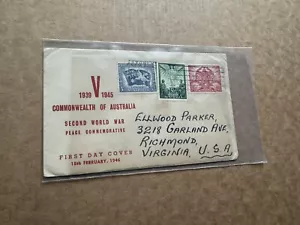 V
1939 1945
COMMONWEALTH OF AUSTRALIA
SECOND WORLD WAR
PEACE COMMEMORATIVE
FIRST DAY COVER
18th FEBRUARY, 1946
ELLWOOD PARKER,
3218 GARLAND AVE,
RICHMOND,
VIRGINIA, U.S.A.